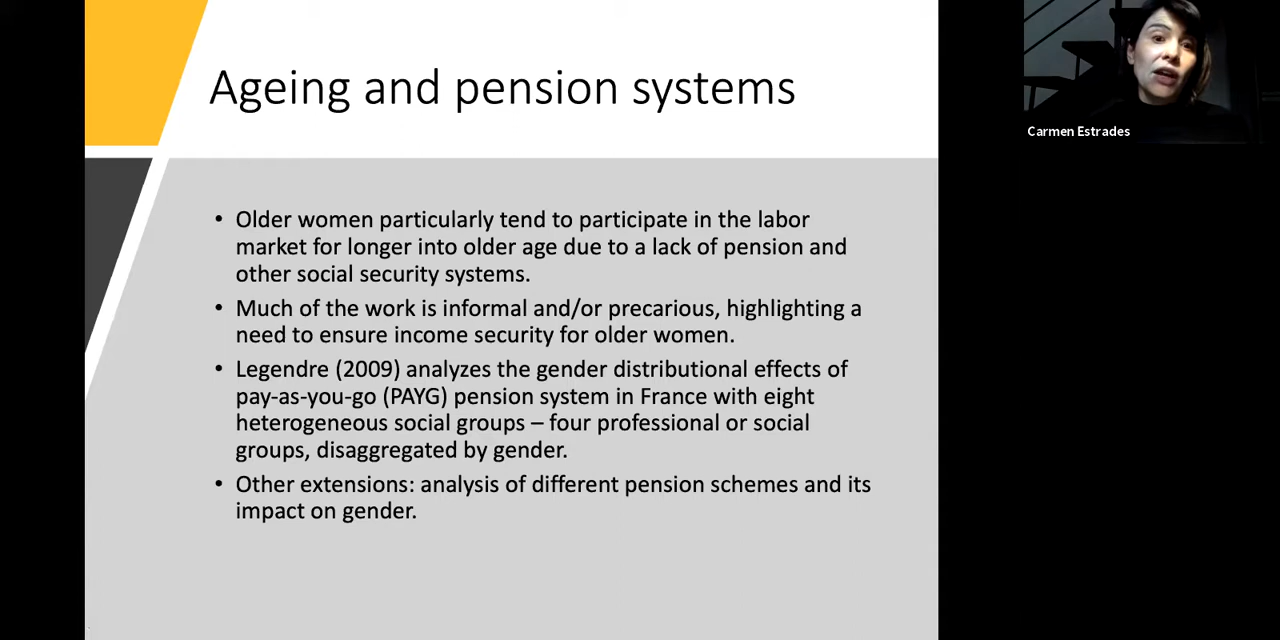 Ageing and pension systems
Carmen Estrades
• Older women particularly tend to participate in the labor
market for longer into older age due to a lack of pension and
other social security systems.
• Much of the work is informal and/or precarious, highlighting a
need to ensure income security for older women.
• Legendre (2009) analyzes the gender distributional effects of
pay-as-you-go (PAYG) pension system in France with eight
heterogeneous social groups – four professional or social
groups, disaggregated by gender.
• Other extensions: analysis of different pension schemes and its
impact on gender.